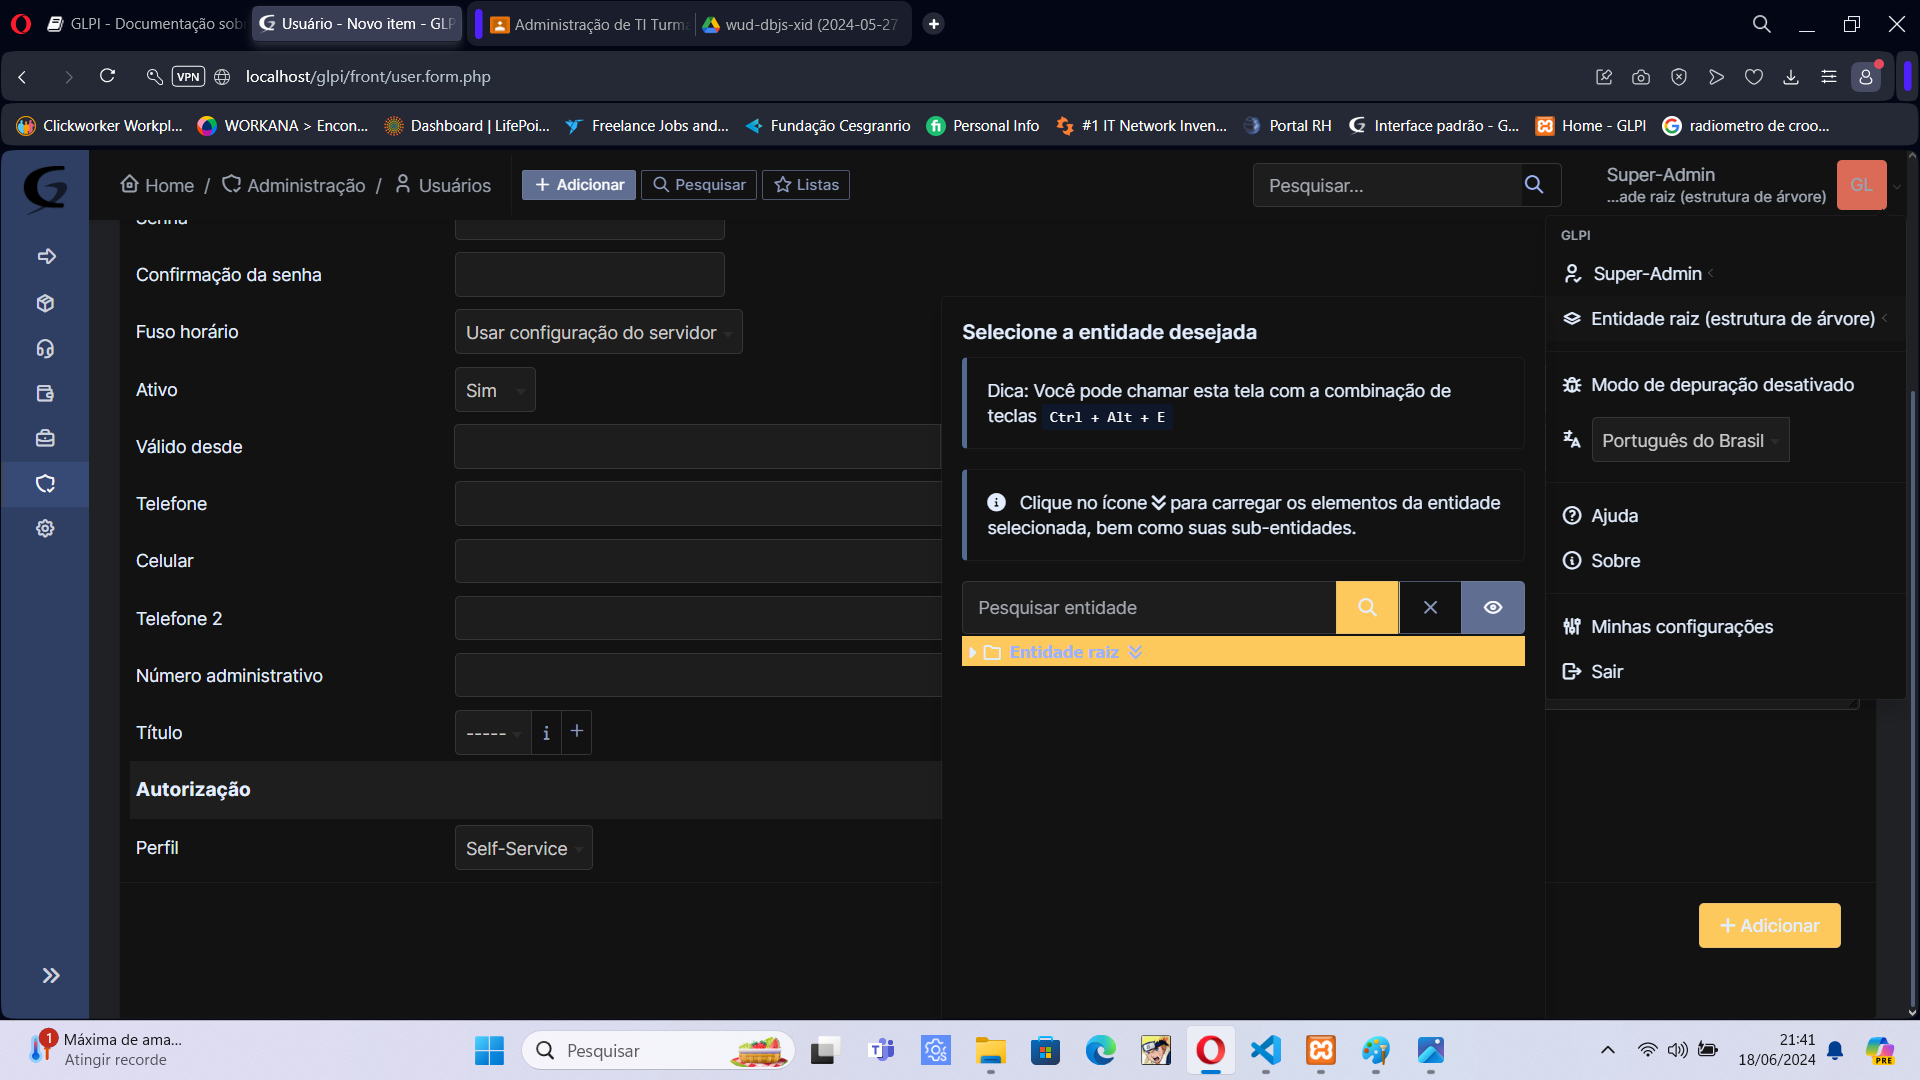 GLPI - Documentação sob
Usuário - Novo item - GLP
Administração de TI Turma
wud-dbjs-xid (2024-05-27
VPN
localhost/glpi/front/user.form.php
Clickworker Workpl...
WORKANA > Encon...
Dashboard | LifePoi...
Freelance Jobs and...
Fundação Cesgranrio
Personal Info
#1 IT Network Inven...
Portal RH
Interface padrão - G...
Home - GLPI
radiometro de croo...
Home / Administração / Usuários
Adicionar
Pesquisar
Listas
Pesquisar...
Super-Admin
...ade raiz (estrutura de árvore)
GL
Senha
Confirmação da senha
Fuso horário
Usar configuração do servidor
Ativo
Sim
Válido desde
Telefone
Celular
Telefone 2
Número administrativo
Título
-----
i
+
Autorização
Perfil
Self-Service
Selecione a entidade desejada
Dica: Você pode chamar esta tela com a combinação de
teclas Ctrl + Alt + E
Clique no ícone para carregar os elementos da entidade
selecionada, bem como suas sub-entidades.
Pesquisar entidade
Entidade raiz
GLPI
Super-Admin
Entidade raiz (estrutura de árvore)
Modo de depuração desativado
Português do Brasil
Ajuda
Sobre
Minhas configurações
Sair
+ Adicionar
1
Máxima de ama...
Atingir recorde
Pesquisar
21:41
18/06/2024
PRE